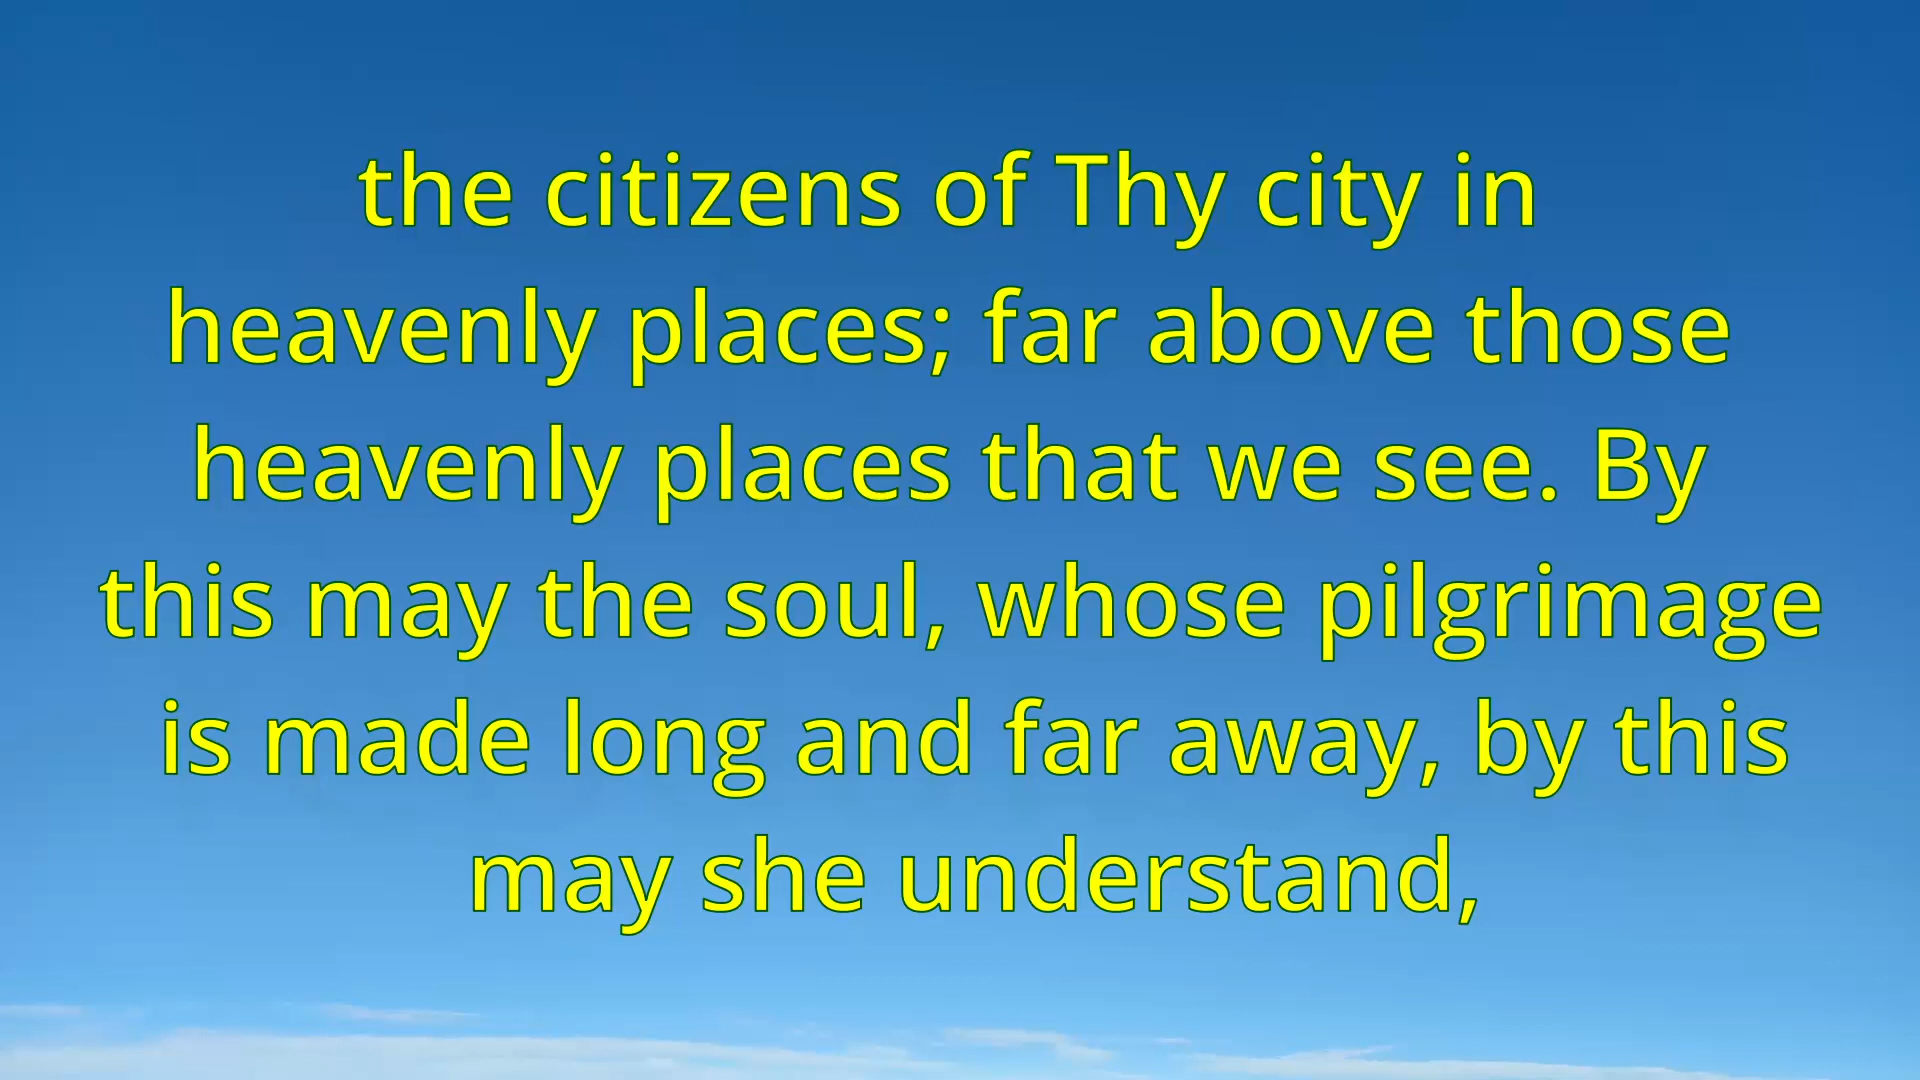 the citizens of Thy city in
heavenly places; far above those
heavenly places that we see. By
this may the soul, whose pilgrimage
is made long and far away, by this
may she understand,